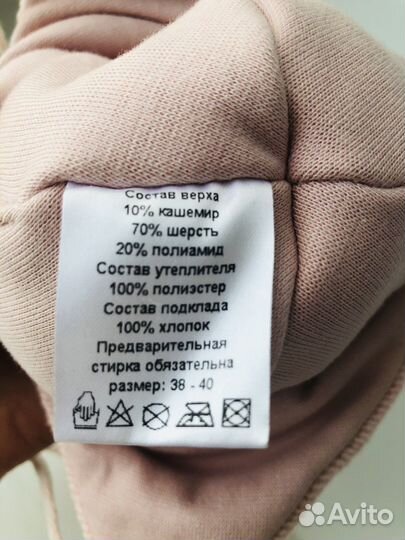 Состав верха
10% кашемир
70% шерсть
20% полиамид
Состав утеплителя
100% полиэстер
Состав подклада
100% хлопок
Предварительная
стирка обязательна
размер: 38 - 40
Avito